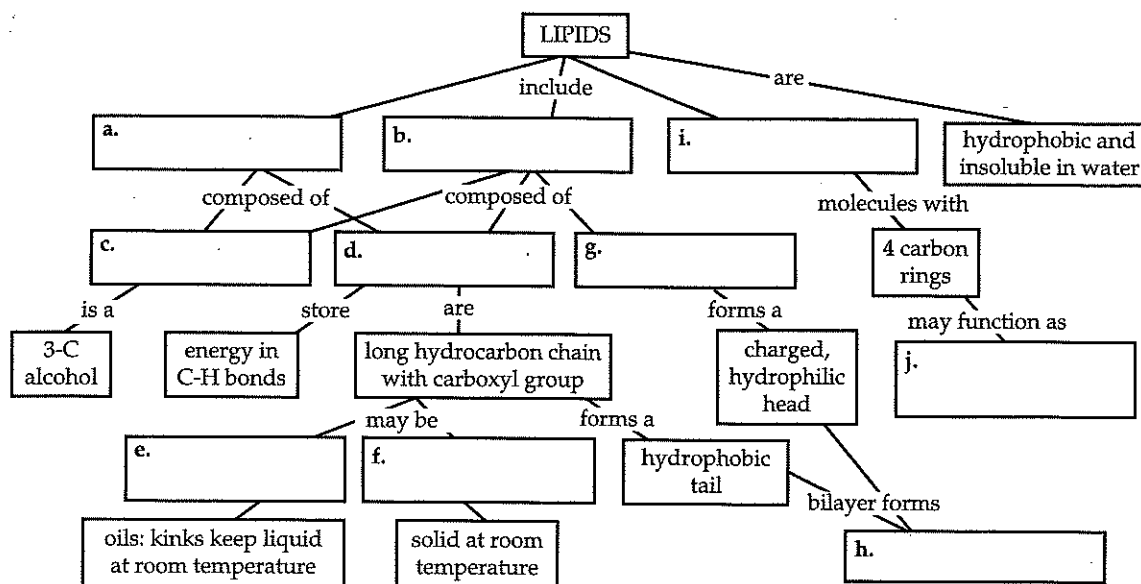 LIPIDS
are
include
a.
b.
i.
hydrophobic and
insoluble in water
composed of
composed of
molecules with
c.
d.
g.
4 carbon
rings
is a
store
are
forms a
may function as
3-C
alcohol
energy in
C-H bonds
long hydrocarbon chain
with carboxyl group
charged,
hydrophilic
head
j.
may be
forms a
e.
f.
hydrophobic
tail
bilayer forms
oils: kinks keep liquid
at room temperature
solid at room
temperature
h.